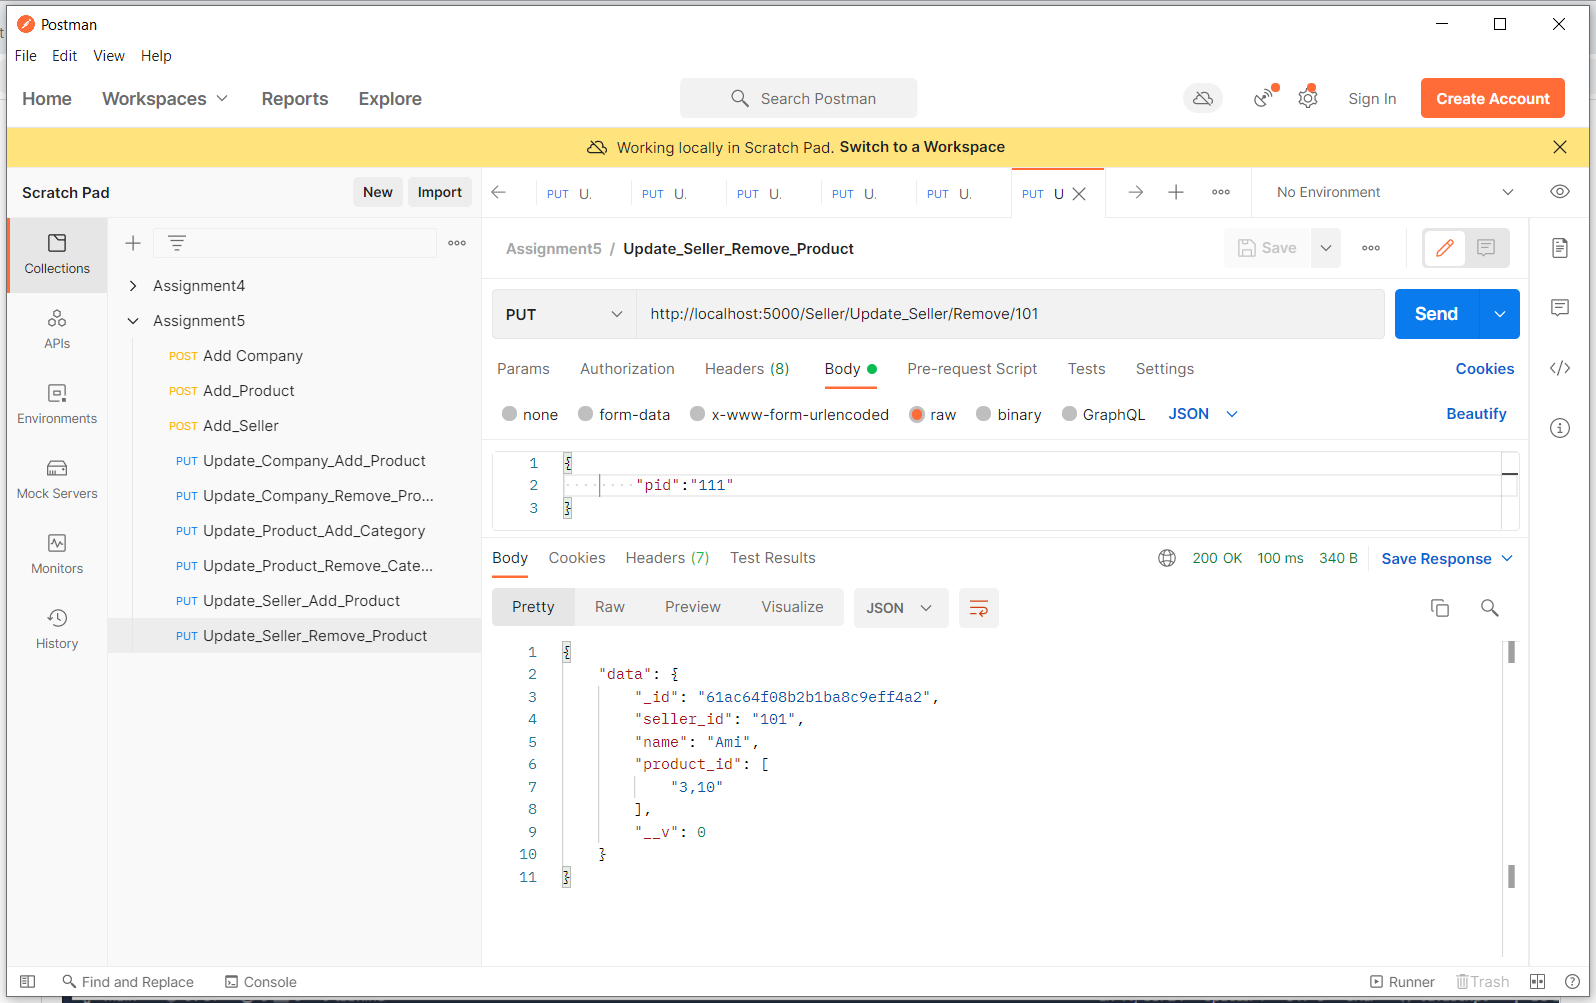 Postman
File Edit View Help
Home Workspaces Reports Explore Search Postman Sign In Create Account
Working locally in Scratch Pad. Switch to a Workspace
Scratch Pad New Import PUT U. PUT U. PUT U. PUT U. PUT U. PUT U No Environment
Collections
APIs
Environments
Mock Servers
Monitors
History
Assignment4
Assignment5
POST Add Company
POST Add_Product
POST Add_Seller
PUT Update_Company_Add_Product
PUT Update_Company_Remove_Pro...
PUT Update_Product_Add_Category
PUT Update_Product_Remove_Cate...
PUT Update_Seller_Add_Product
PUT Update_Seller_Remove_Product
Assignment5 / Update_Seller_Remove_Product Save
PUT http://localhost:5000/Seller/Update_Seller/Remove/101 Send
Params Authorization Headers (8) Body Pre-request Script Tests Settings Cookies
none form-data x-www-form-urlencoded raw binary GraphQL JSON Beautify
1 {
2 "pid":"111"
3 }
Body Cookies Headers (7) Test Results 200 OK 100 ms 340 B Save Response
Pretty Raw Preview Visualize JSON
1 {
2 "data": {
3 "_id": "61ac64f08b2b1ba8c9eff4a2",
4 "seller_id": "101",
5 "name": "Ami",
6 "product_id": [
7 "3,10"
8 ],
9 "__v": 0
10 }
11 }
Find and Replace Console Runner Trash